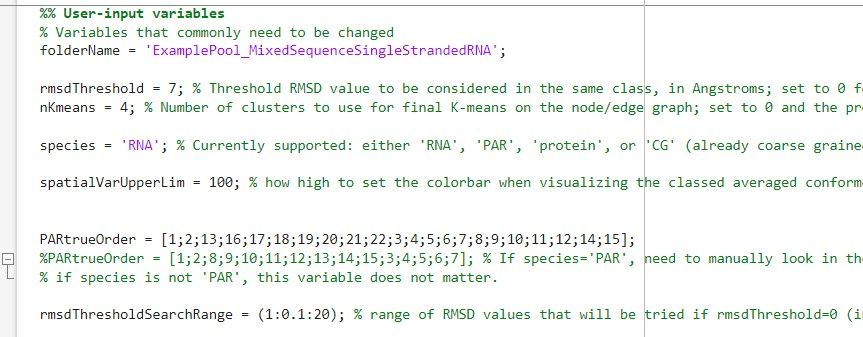 %% User-input variables
% Variables that commonly need to be changed
folderName = 'ExamplePool_MixedSequenceSingleStrandedRNA';
rmsdThreshold = 7; % Threshold RMSD value to be considered in the same class, in Angstroms; set to 0
nKmeans = 4; % Number of clusters to use for final K-means on the node/edge graph; set to 0 and the
species = 'RNA'; % Currently supported: either 'RNA', 'PAR', 'protein', or 'CG' (already coarse
spatialVarUpperLim = 100; % how high to set the colorbar when visualizing the classed averaged
PARtrueOrder = [1;2;13;16;17;18;19;20;21;22;3;4;5;6;7;8;9;10;11;12;14;15];
%PARtrueOrder = [1;2;8;9;10;11;12;13;14;15;3;4;5;6;7]; % If species='PAR', need to manually look in
% if species is not 'PAR', this variable does not matter.
rmsdThresholdSearchRange = (1:0.1:20); % range of RMSD values that will be tried if rmsdThreshold=0